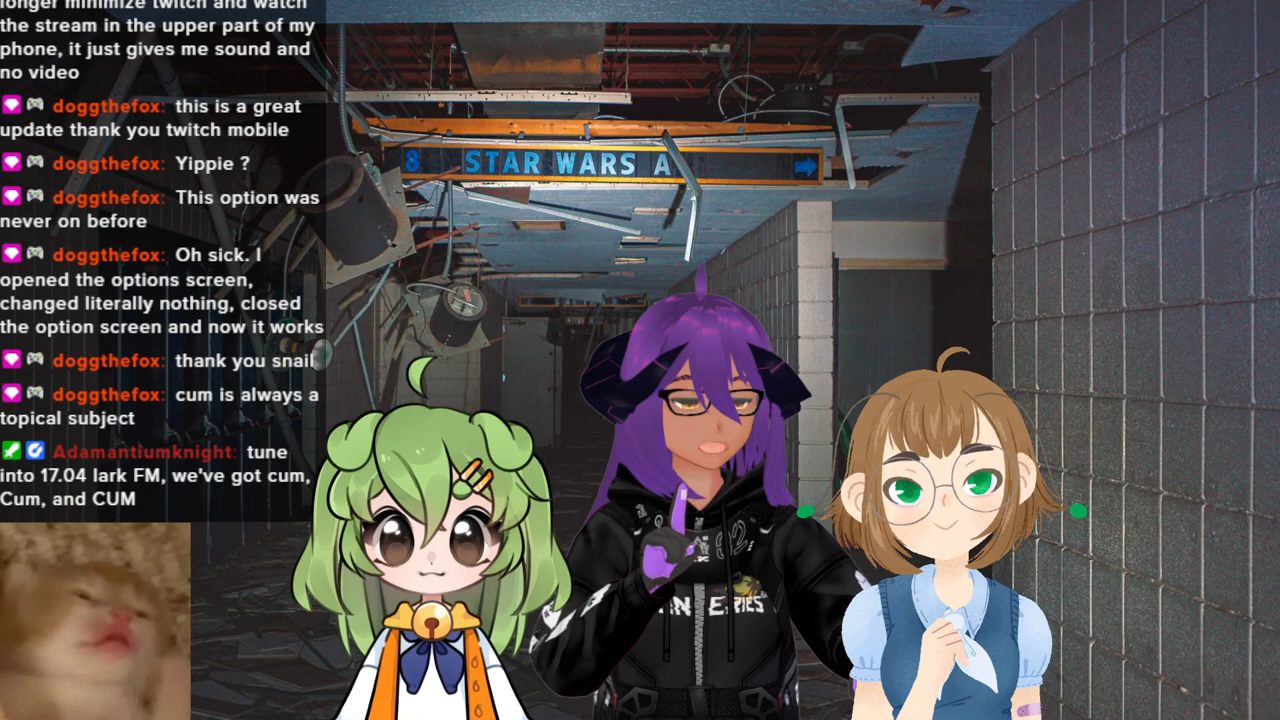 longer minimize twitch and watch
the stream in the upper part of my
phone, it just gives me sound and
no video
doggthefox: this is a great
update thank you twitch mobile
doggthefox: Yippie ?
doggthefox: This option was
never on before
doggthefox: Oh sick. I
opened the options screen,
changed literally nothing, closed
the option screen and now it works
doggthefox: thank you snail
doggthefox: cum is always a
topical subject
Adamantiumknight: tune
into 17.04 lark FM, we've got cum,
Cum, and CUM
8 STAR WARS A
92
6
6
6